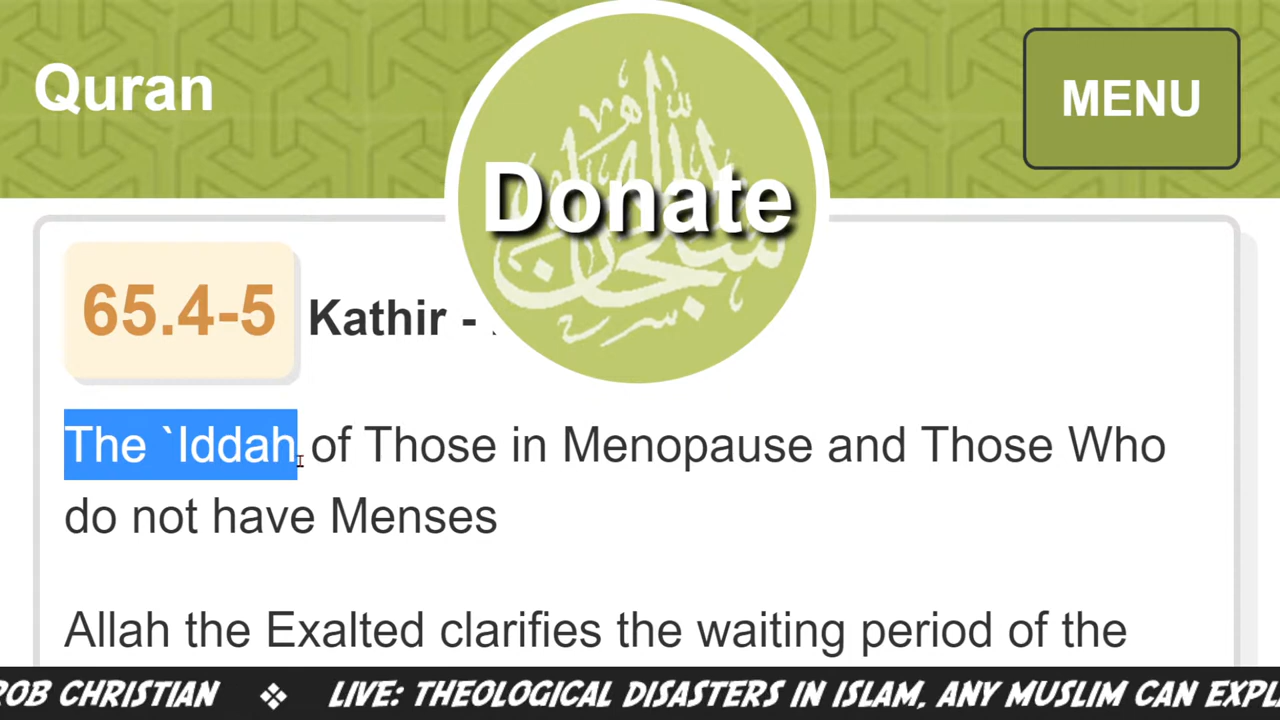 Quran
Donate
MENU
65.4-5
Kathir -
The `Iddah of Those in Menopause and Those Who
do not have Menses
Allah the Exalted clarifies the waiting period of the
ROB CHRISTIAN ❖ LIVE: THEOLOGICAL DISASTERS IN ISLAM, ANY MUSLIM CAN EXPL